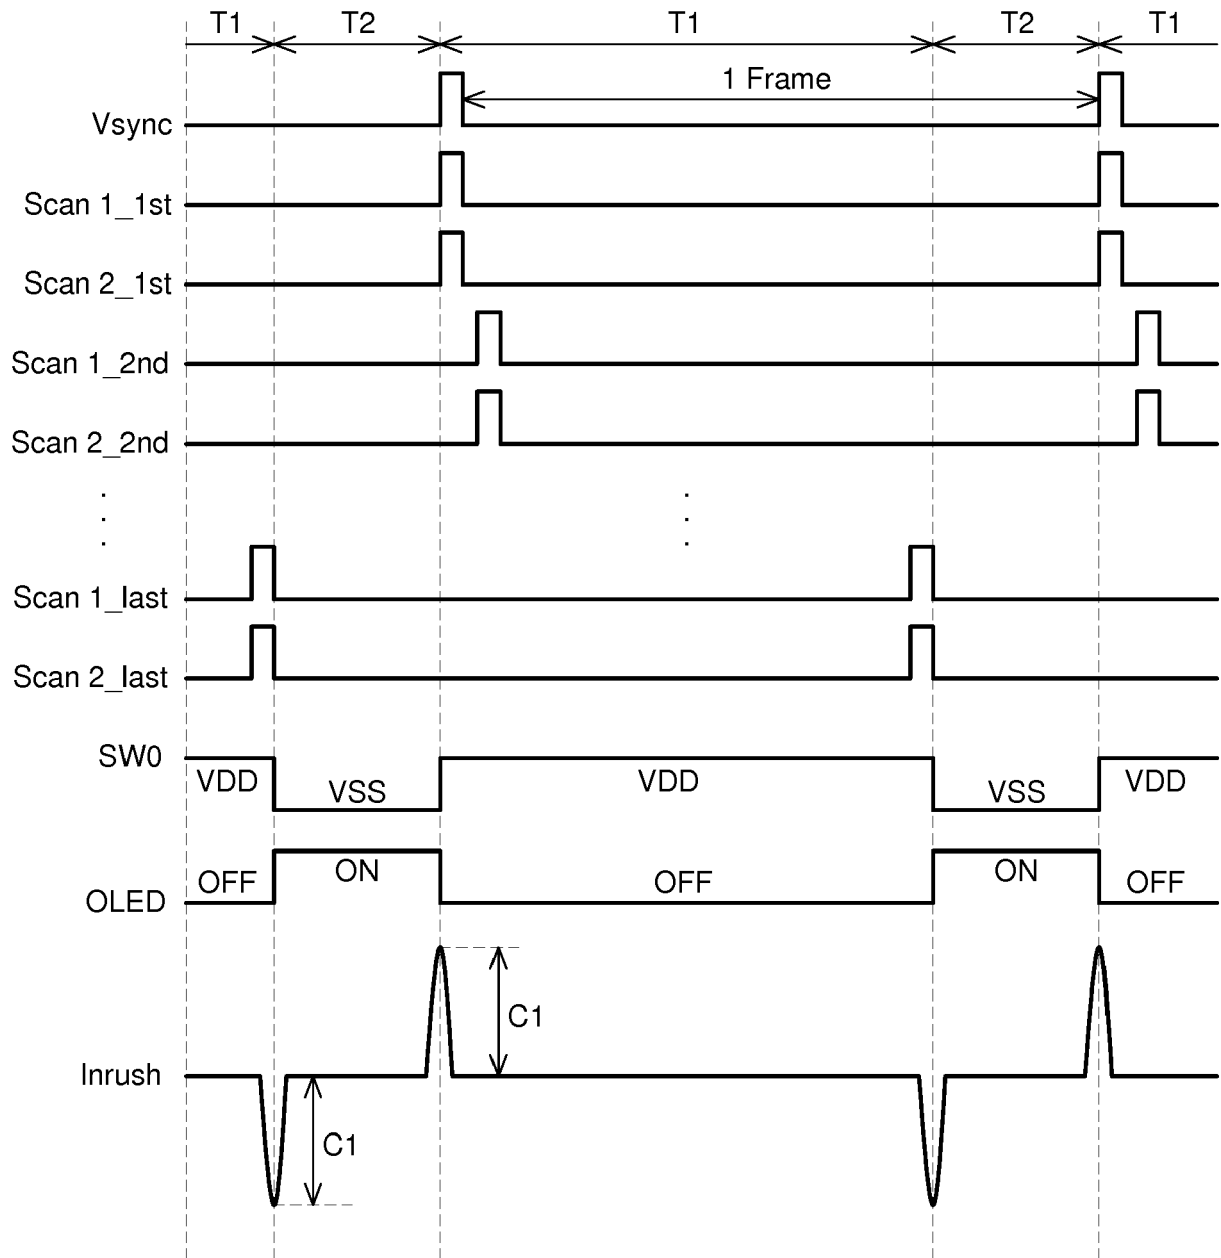 T1 T2 T1 T2 T1
1 Frame
Vsync
Scan 1_1st
Scan 2_1st
Scan 1_2nd
Scan 2_2nd
Scan 1_last
Scan 2_last
SW0
VDD VSS VDD VSS VDD
OLED
OFF ON OFF ON OFF
C1
Inrush
C1